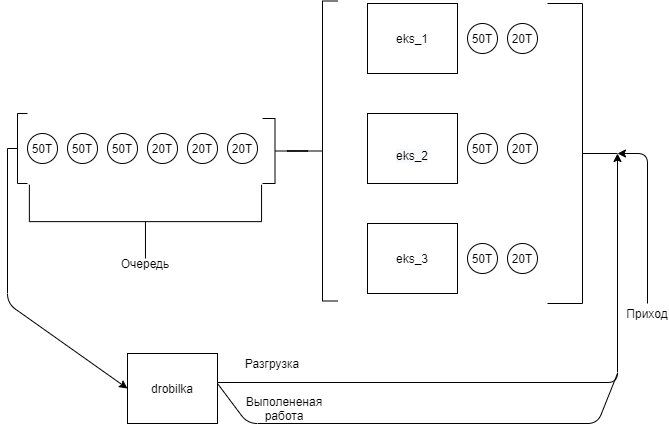 eks_1 50T 20T
50T 50T 50T 20T 20T 20T
eks_2 50T 20T
Очередь
eks_3 50T 20T
Приход
drobilka
Разгрузка
Выполененая
работа